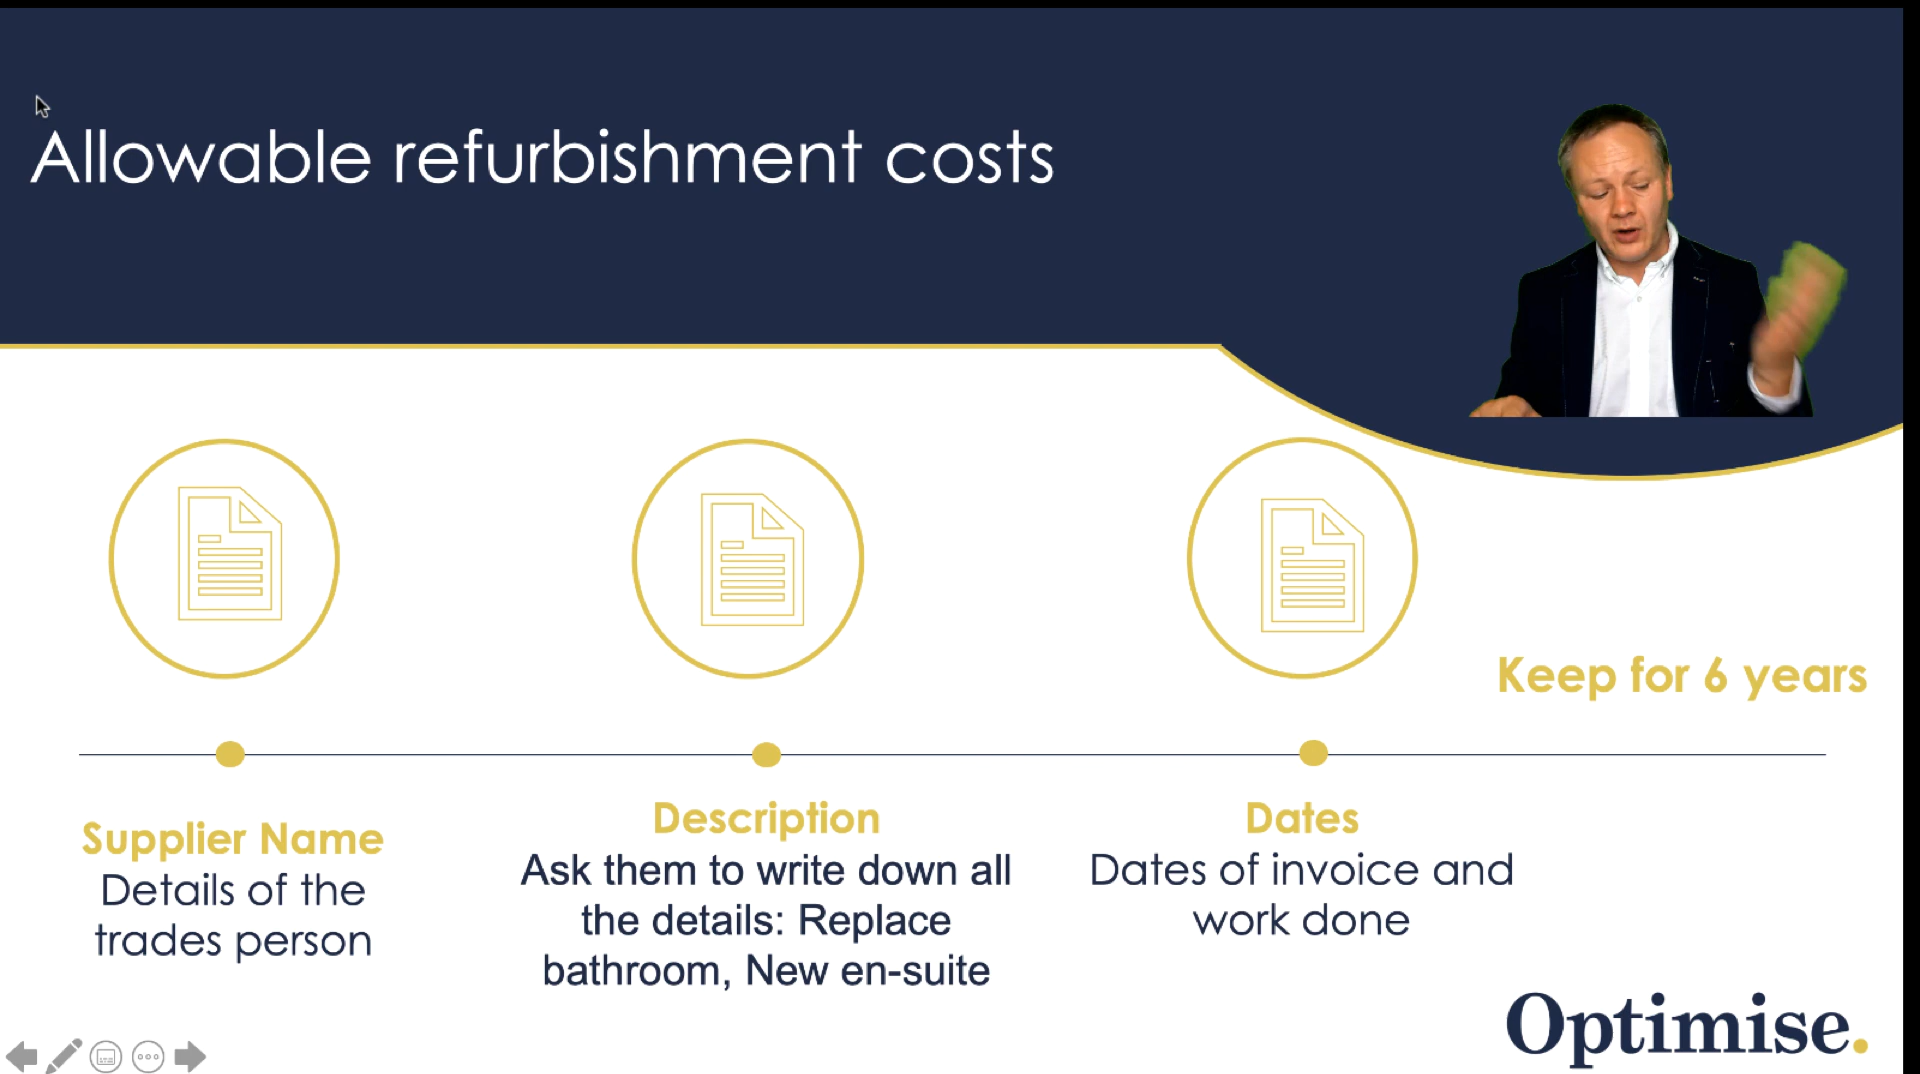 Allowable refurbishment costs
Keep for 6 years
Supplier Name
Details of the
trades person
Description
Ask them to write down all
the details: Replace
bathroom, New en-suite
Dates
Dates of invoice and
work done
Optimise.